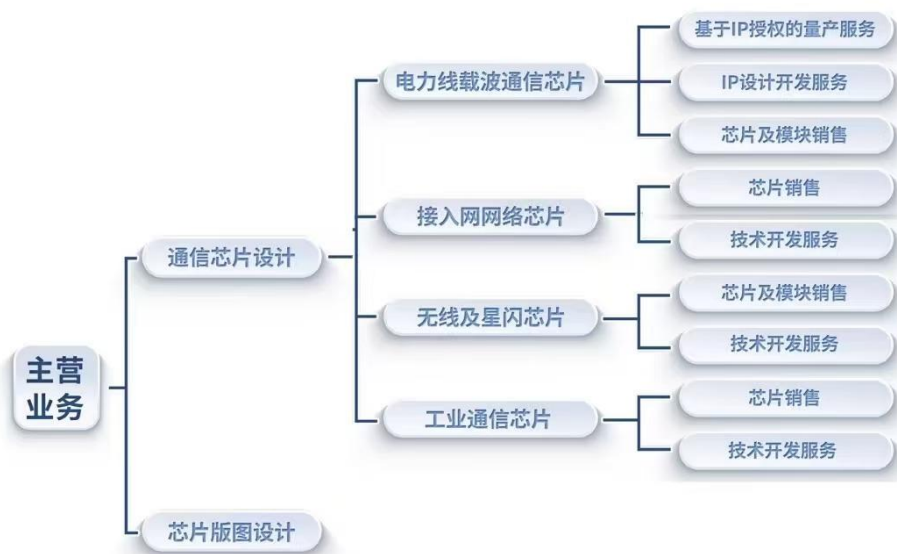 主营
业务
通信芯片设计
电力线载波通信芯片
基于IP授权的量产服务
IP设计开发服务
芯片及模块销售
接入网网络芯片
芯片销售
技术开发服务
无线及星闪芯片
芯片及模块销售
技术开发服务
工业通信芯片
芯片销售
技术开发服务
芯片版图设计